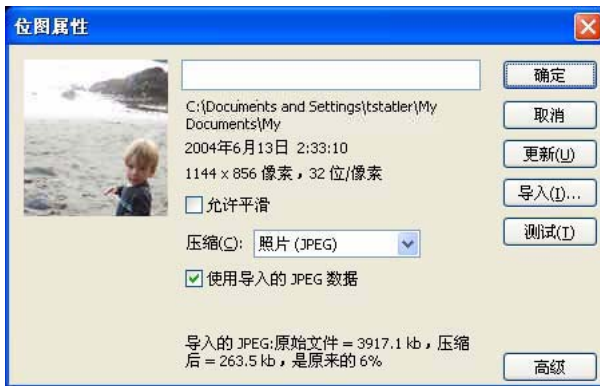 位图属性
确定
C:\Documents and Settings\tstatler\My
Documents\My
取消
2004年6月13日 2:33:10
更新(U)
1144 x 856 像素，32 位/像素
导入(I)...
允许平滑
测试(T)
压缩(C): 照片 (JPEG)
使用导入的 JPEG 数据
导入的 JPEG:原始文件 = 3917.1 kb，压缩
后 = 263.5 kb，是原来的 6%
高级